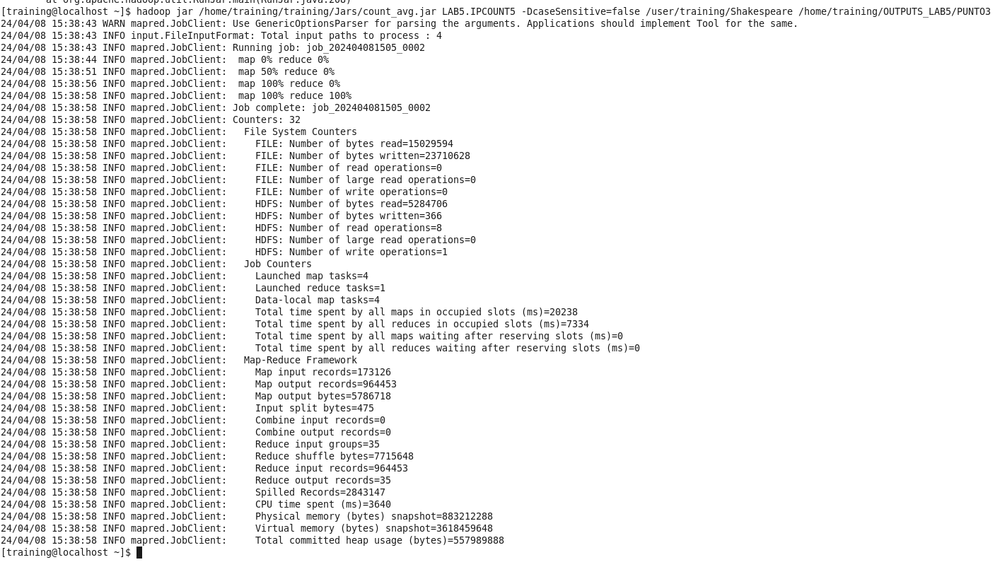 at org.apache.hadoop.util.RunJar.main(RunJar.java:208)
[training@localhost ~]$ hadoop jar /home/training/training/Jars/count_avg.jar LAB5.IPCOUNT5 -DcaseSensitive=false /user/training/Shakespeare /home/training/OUTPUTS_LAB5/PUNTO3
24/04/08 15:38:43 WARN mapred.JobClient: Use GenericOptionsParser for parsing the arguments. Applications should implement Tool for the same.
24/04/08 15:38:43 INFO input.FileInputFormat: Total input paths to process : 4
24/04/08 15:38:43 INFO mapred.JobClient: Running job: job_202404081505_0002
24/04/08 15:38:44 INFO mapred.JobClient:  map 0% reduce 0%
24/04/08 15:38:51 INFO mapred.JobClient:  map 50% reduce 0%
24/04/08 15:38:56 INFO mapred.JobClient:  map 100% reduce 0%
24/04/08 15:38:58 INFO mapred.JobClient:  map 100% reduce 100%
24/04/08 15:38:58 INFO mapred.JobClient: Job complete: job_202404081505_0002
24/04/08 15:38:58 INFO mapred.JobClient: Counters: 32
24/04/08 15:38:58 INFO mapred.JobClient:   File System Counters
24/04/08 15:38:58 INFO mapred.JobClient:     FILE: Number of bytes read=15029594
24/04/08 15:38:58 INFO mapred.JobClient:     FILE: Number of bytes written=23710628
24/04/08 15:38:58 INFO mapred.JobClient:     FILE: Number of read operations=0
24/04/08 15:38:58 INFO mapred.JobClient:     FILE: Number of large read operations=0
24/04/08 15:38:58 INFO mapred.JobClient:     FILE: Number of write operations=0
24/04/08 15:38:58 INFO mapred.JobClient:     HDFS: Number of bytes read=5284706
24/04/08 15:38:58 INFO mapred.JobClient:     HDFS: Number of bytes written=366
24/04/08 15:38:58 INFO mapred.JobClient:     HDFS: Number of read operations=8
24/04/08 15:38:58 INFO mapred.JobClient:     HDFS: Number of large read operations=0
24/04/08 15:38:58 INFO mapred.JobClient:     HDFS: Number of write operations=1
24/04/08 15:38:58 INFO mapred.JobClient:   Job Counters
24/04/08 15:38:58 INFO mapred.JobClient:     Launched map tasks=4
24/04/08 15:38:58 INFO mapred.JobClient:     Launched reduce tasks=1
24/04/08 15:38:58 INFO mapred.JobClient:     Data-local map tasks=4
24/04/08 15:38:58 INFO mapred.JobClient:     Total time spent by all maps in occupied slots (ms)=20238
24/04/08 15:38:58 INFO mapred.JobClient:     Total time spent by all reduces in occupied slots (ms)=7334
24/04/08 15:38:58 INFO mapred.JobClient:     Total time spent by all maps waiting after reserving slots (ms)=0
24/04/08 15:38:58 INFO mapred.JobClient:     Total time spent by all reduces waiting after reserving slots (ms)=0
24/04/08 15:38:58 INFO mapred.JobClient:   Map-Reduce Framework
24/04/08 15:38:58 INFO mapred.JobClient:     Map input records=173126
24/04/08 15:38:58 INFO mapred.JobClient:     Map output records=964453
24/04/08 15:38:58 INFO mapred.JobClient:     Map output bytes=5786718
24/04/08 15:38:58 INFO mapred.JobClient:     Input split bytes=475
24/04/08 15:38:58 INFO mapred.JobClient:     Combine input records=0
24/04/08 15:38:58 INFO mapred.JobClient:     Combine output records=0
24/04/08 15:38:58 INFO mapred.JobClient:     Reduce input groups=35
24/04/08 15:38:58 INFO mapred.JobClient:     Reduce shuffle bytes=7715648
24/04/08 15:38:58 INFO mapred.JobClient:     Reduce input records=964453
24/04/08 15:38:58 INFO mapred.JobClient:     Reduce output records=35
24/04/08 15:38:58 INFO mapred.JobClient:     Spilled Records=2843147
24/04/08 15:38:58 INFO mapred.JobClient:     CPU time spent (ms)=3640
24/04/08 15:38:58 INFO mapred.JobClient:     Physical memory (bytes) snapshot=883212288
24/04/08 15:38:58 INFO mapred.JobClient:     Virtual memory (bytes) snapshot=3618459648
24/04/08 15:38:58 INFO mapred.JobClient:     Total committed heap usage (bytes)=557989888
[training@localhost ~]$